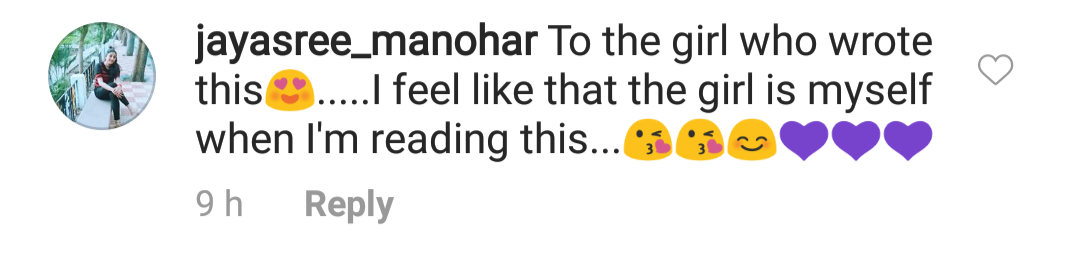 jayasree_manohar To the girl who wrote
this😍.....I feel like that the girl is myself
when I'm reading this...😘😘😊💜💜💜
9 h Reply